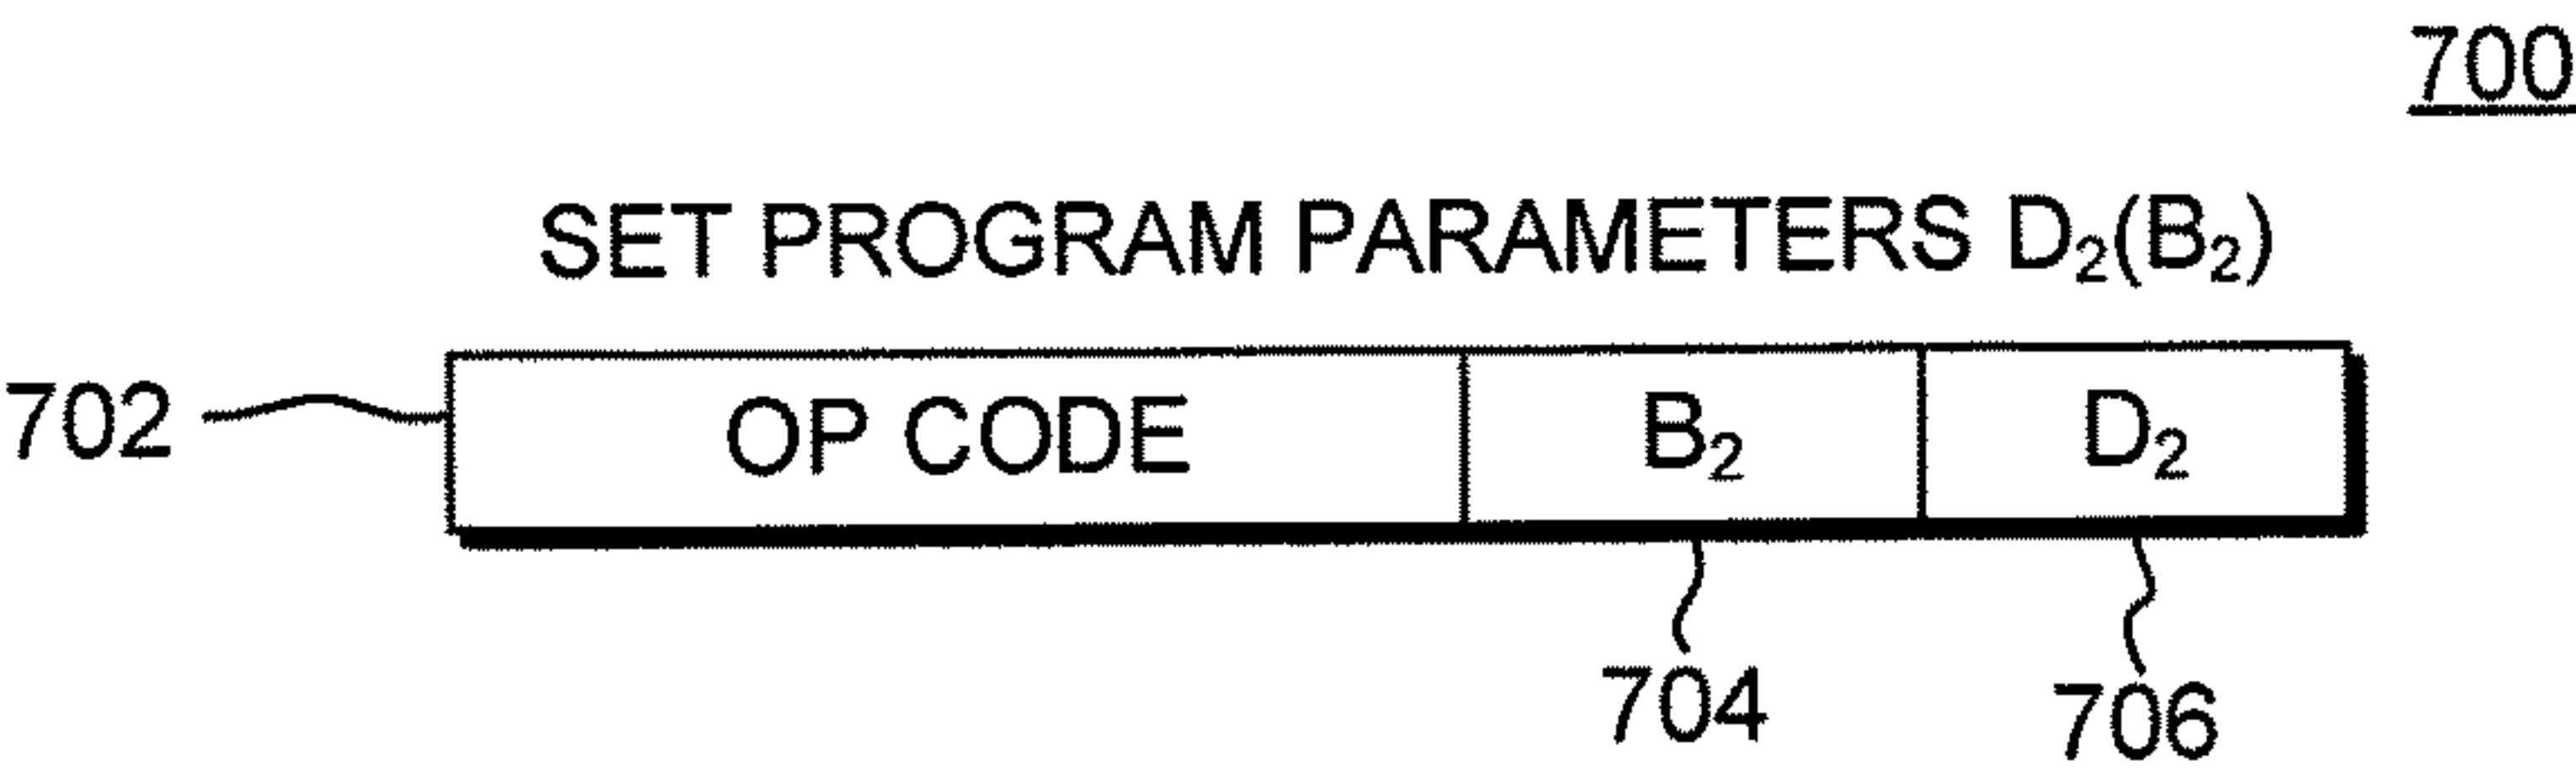 700
SET PROGRAM PARAMETERS D₂(B₂)
702 OP CODE B₂ D₂
704 706